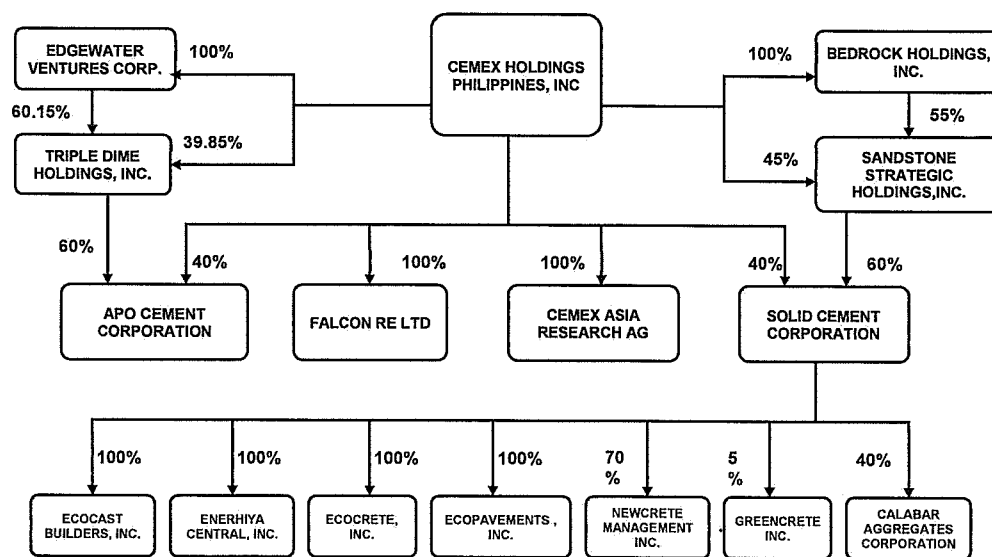 EDGEWATER
VENTURES CORP.
100%
CEMEX HOLDINGS
PHILIPPINES, INC
100%
BEDROCK HOLDINGS,
INC.
60.15%
55%
39.85%
TRIPLE DIME
HOLDINGS, INC.
45%
SANDSTONE
STRATEGIC
HOLDINGS,INC.
60%
40%
100%
100%
40%
60%
APO CEMENT
CORPORATION
FALCON RE LTD
CEMEX ASIA
RESEARCH AG
SOLID CEMENT
CORPORATION
100%
100%
100%
100%
70
%
5
%
40%
ECOCAST
BUILDERS, INC.
ENERHIYA
CENTRAL, INC.
ECOCRETE,
INC.
ECOPAVEMENTS ,
INC.
NEWCRETE
MANAGEMENT
INC.
GREENCRETE
INC.
CALABAR
AGGREGATES
CORPORATION